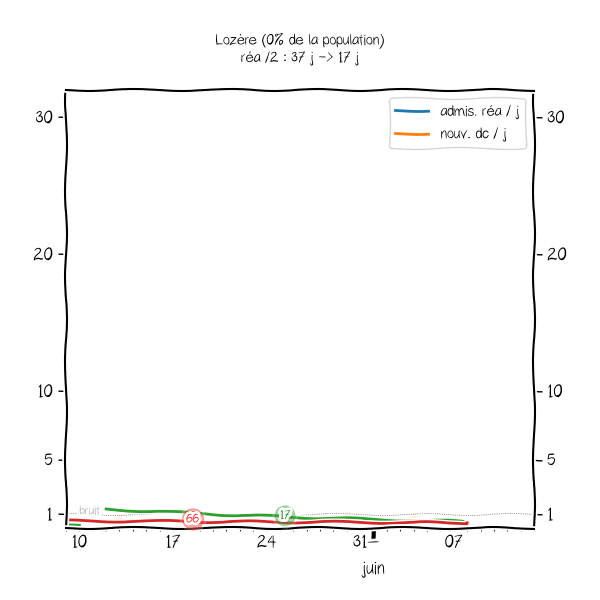 Lozère (0% de la population)
réa /2 : 37 j -> 17 j
admis. réa / j
nouv. dc / j
30
30
20
20
10
10
5
5
1
bruit
66
17
1
10
17
24
31
07
juin